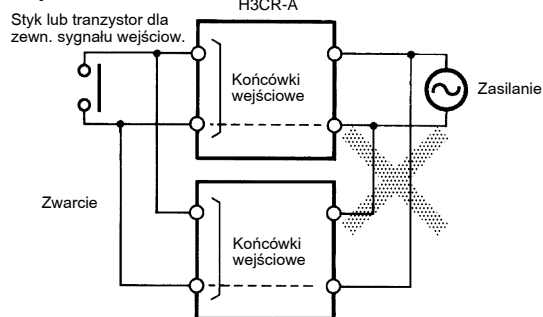 H3CR-A
Styk lub tranzystor dla
zewn. sygnału wejściow.
Końcówki
wejściowe
Zasilanie
Zwarcie
Końcówki
wejściowe